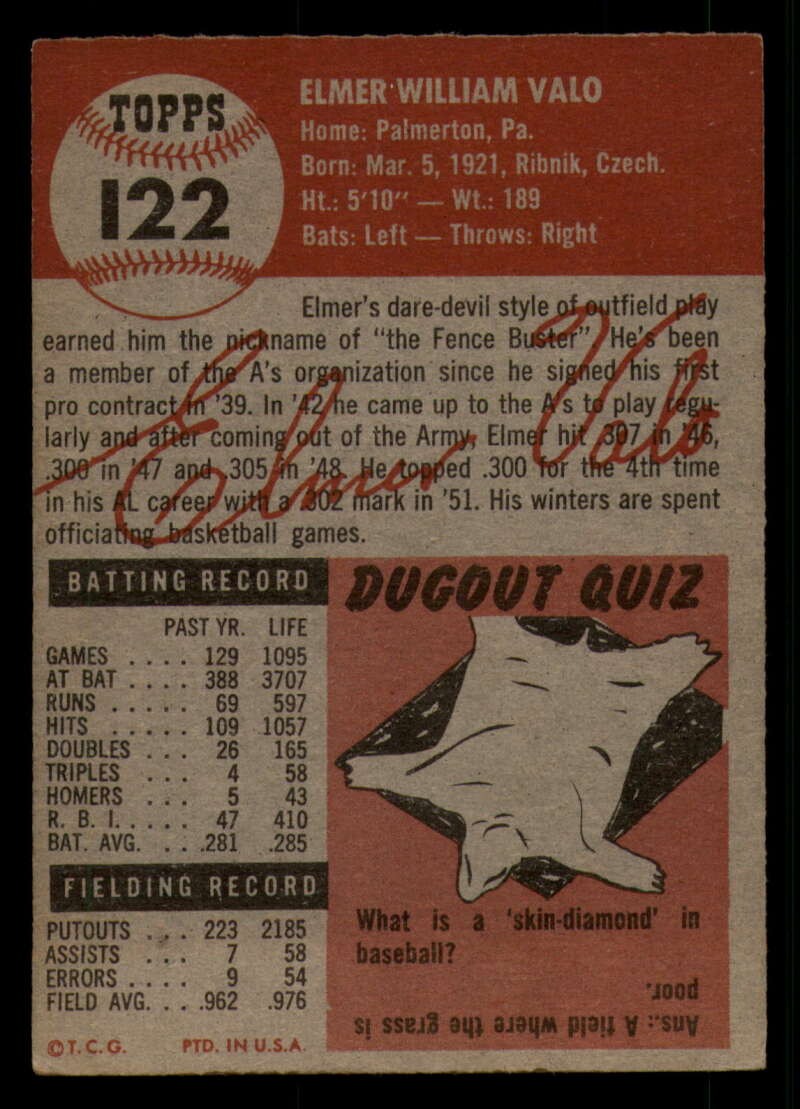 TOPPS
122
ELMER WILLIAM VALO
Home: Palmerton, Pa.
Born: Mar. 5, 1921, Ribnik, Czech.
Ht.: 5'10" — Wt.: 189
Bats: Left — Throws: Right
Elmer's dare-devil style of outfield play
earned him the nickname of "the Fence Buster". He's been
a member of the A's organization since he signed his first
pro contract in '39. In '42 he came up to the A's to play regu-
larly and after coming out of the Army, Elmer hit .307 in '46,
.300 in '47 and .305 in '48. He topped .300 for the 4th time
in his AL career with a .302 mark in '51. His winters are spent
officiating basketball games.
Elmer Valo
BATTING RECORD
PAST YR. LIFE
GAMES .... 129 1095
AT BAT .... 388 3707
RUNS ..... 69 597
HITS ..... 109 1057
DOUBLES ... 26 165
TRIPLES ... 4 58
HOMERS ... 5 43
R. B. I..... 47 410
BAT. AVG. ... .281 .285
FIELDING RECORD
PUTOUTS ... 223 2185
ASSISTS ... 7 58
ERRORS .... 9 54
FIELD AVG. ... .962 .976
© T. C. G. PTD. IN U.S.A.
DUGOUT QUIZ
What is a 'skin-diamond' in
baseball?
Ans.: A field where the grass is
poor.